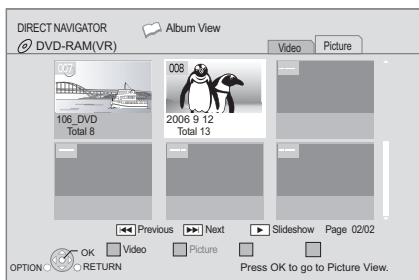 DIRECT NAVIGATOR Album View
DVD-RAM(VR) Video Picture
007 008 ---
106_DVD 2006 9 12
Total 8 Total 13
--- --- ---
Previous Next Slideshow Page 02/02
OK Video Picture
OPTION RETURN Press OK to go to Picture View.